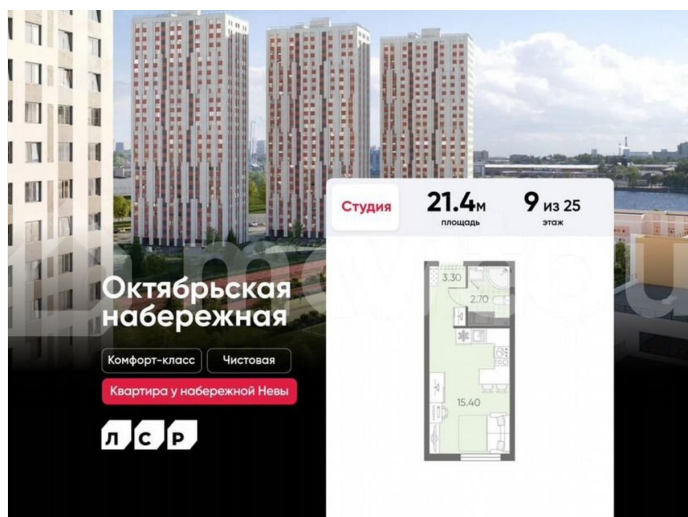 Студия
21.4м
площадь
9 из 25
этаж
Октябрьская
набережная
Комфорт-класс
Чистовая
Квартира у набережной Невы
ЛСР
3.30
2.70
15.40